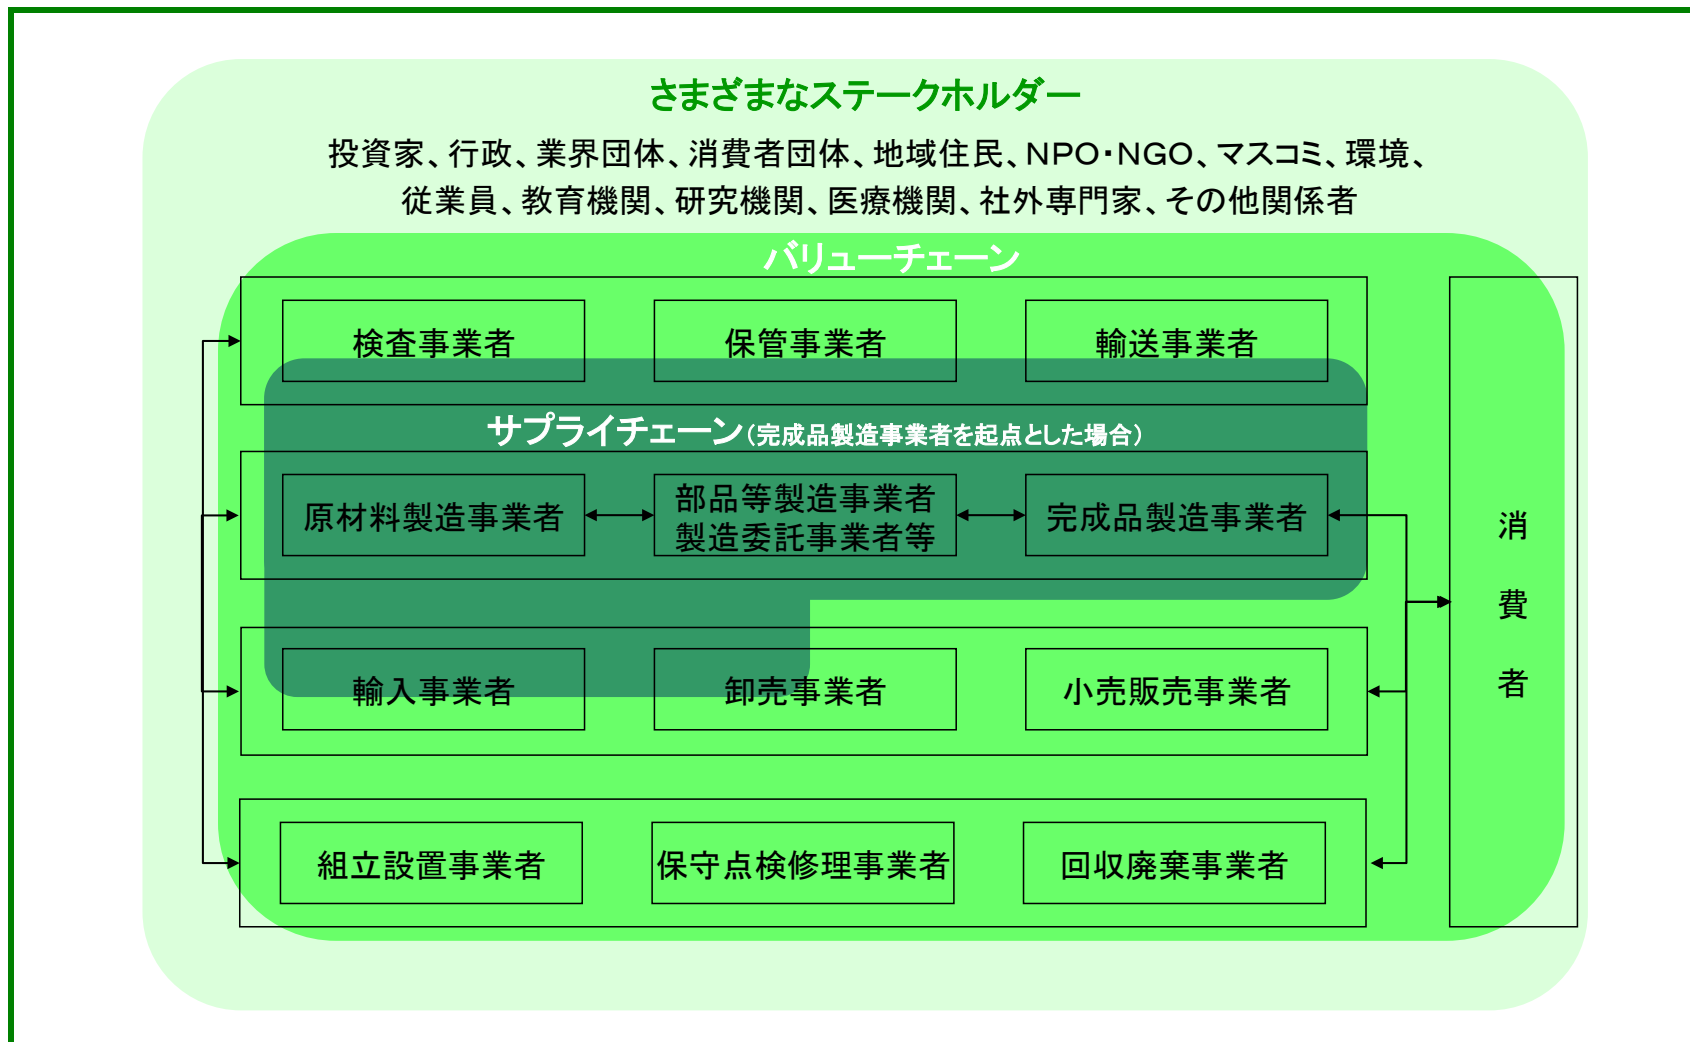 さまざまなステークホルダー
投資家、行政、業界団体、消費者団体、地域住民、NPO・NGO、マスコミ、環境、
従業員、教育機関、研究機関、医療機関、社外専門家、その他関係者
バリューチェーン
検査事業者
保管事業者
輸送事業者
サプライチェーン（完成品製造事業者を起点とした場合）
原材料製造事業者
部品等製造事業者
製造委託事業者等
完成品製造事業者
輸入事業者
卸売事業者
小売販売事業者
組立設置事業者
保守点検修理事業者
回収廃棄事業者
消
費
者